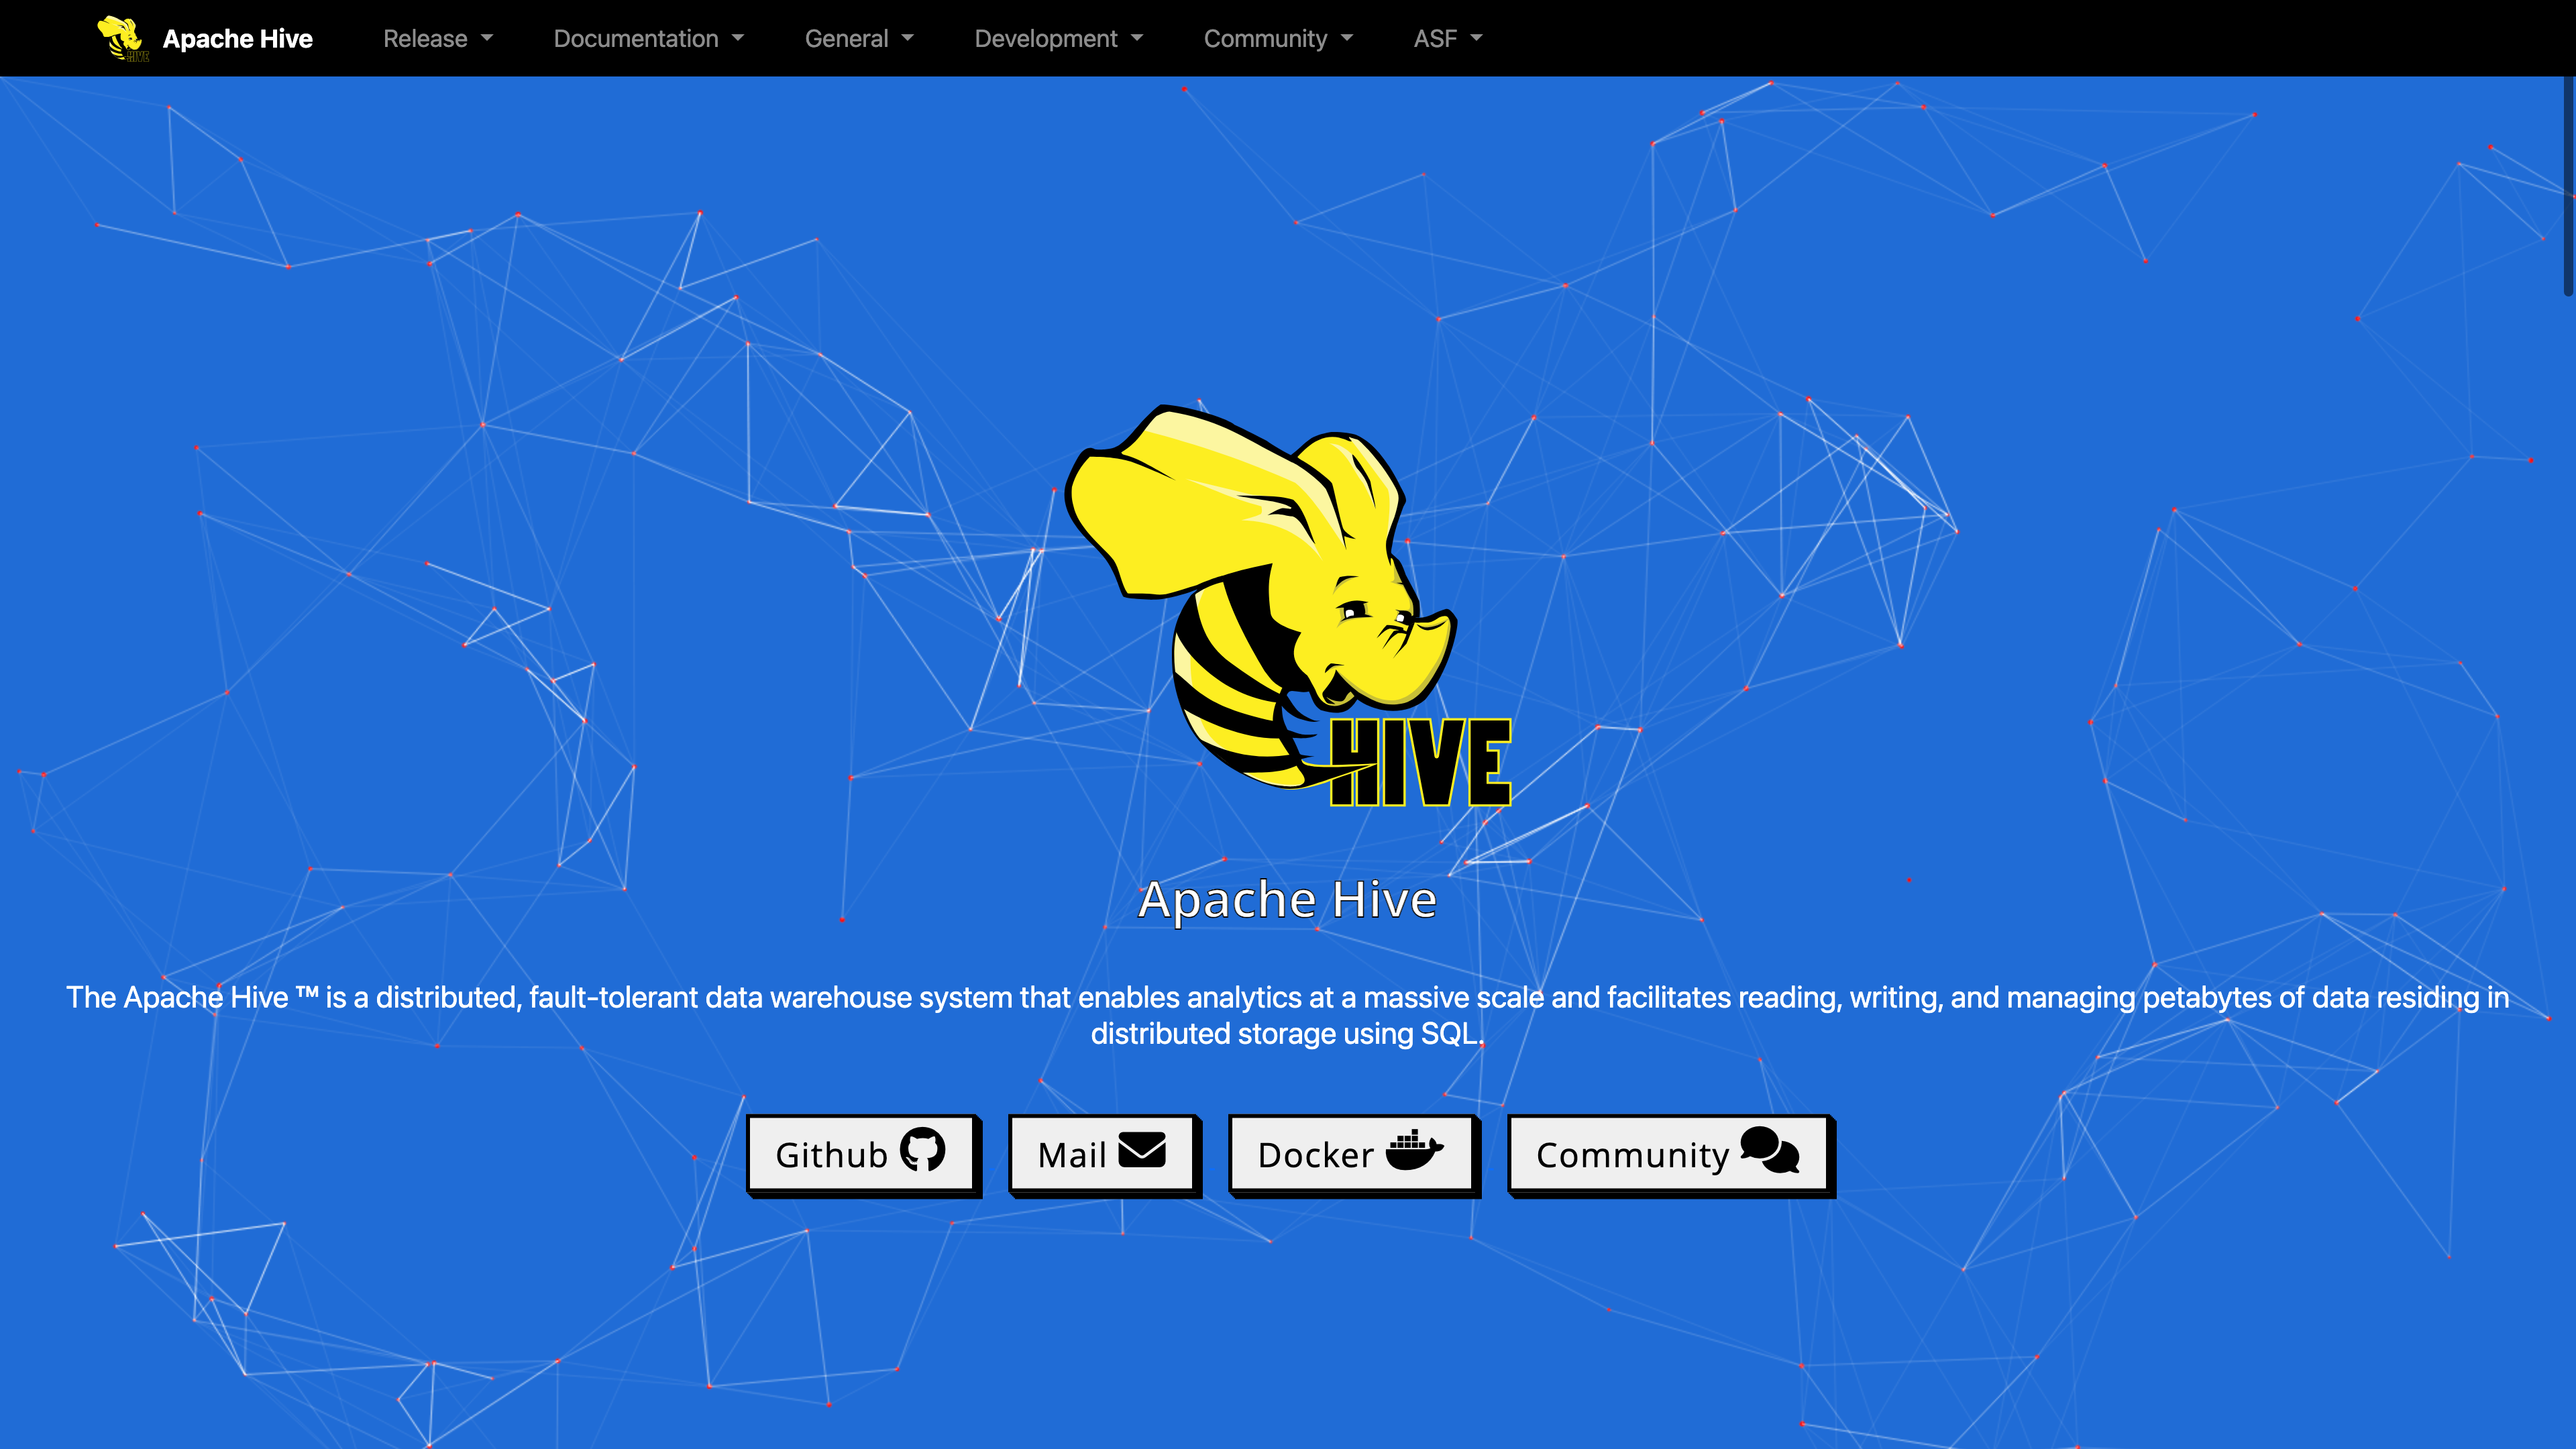 Apache Hive Release Documentation General Development Community ASF
HIVE
HIVE
Apache Hive
The Apache Hive ™ is a distributed, fault-tolerant data warehouse system that enables analytics at a massive scale and facilitates reading, writing, and managing petabytes of data residing in
distributed storage using SQL.
Github Mail Docker Community